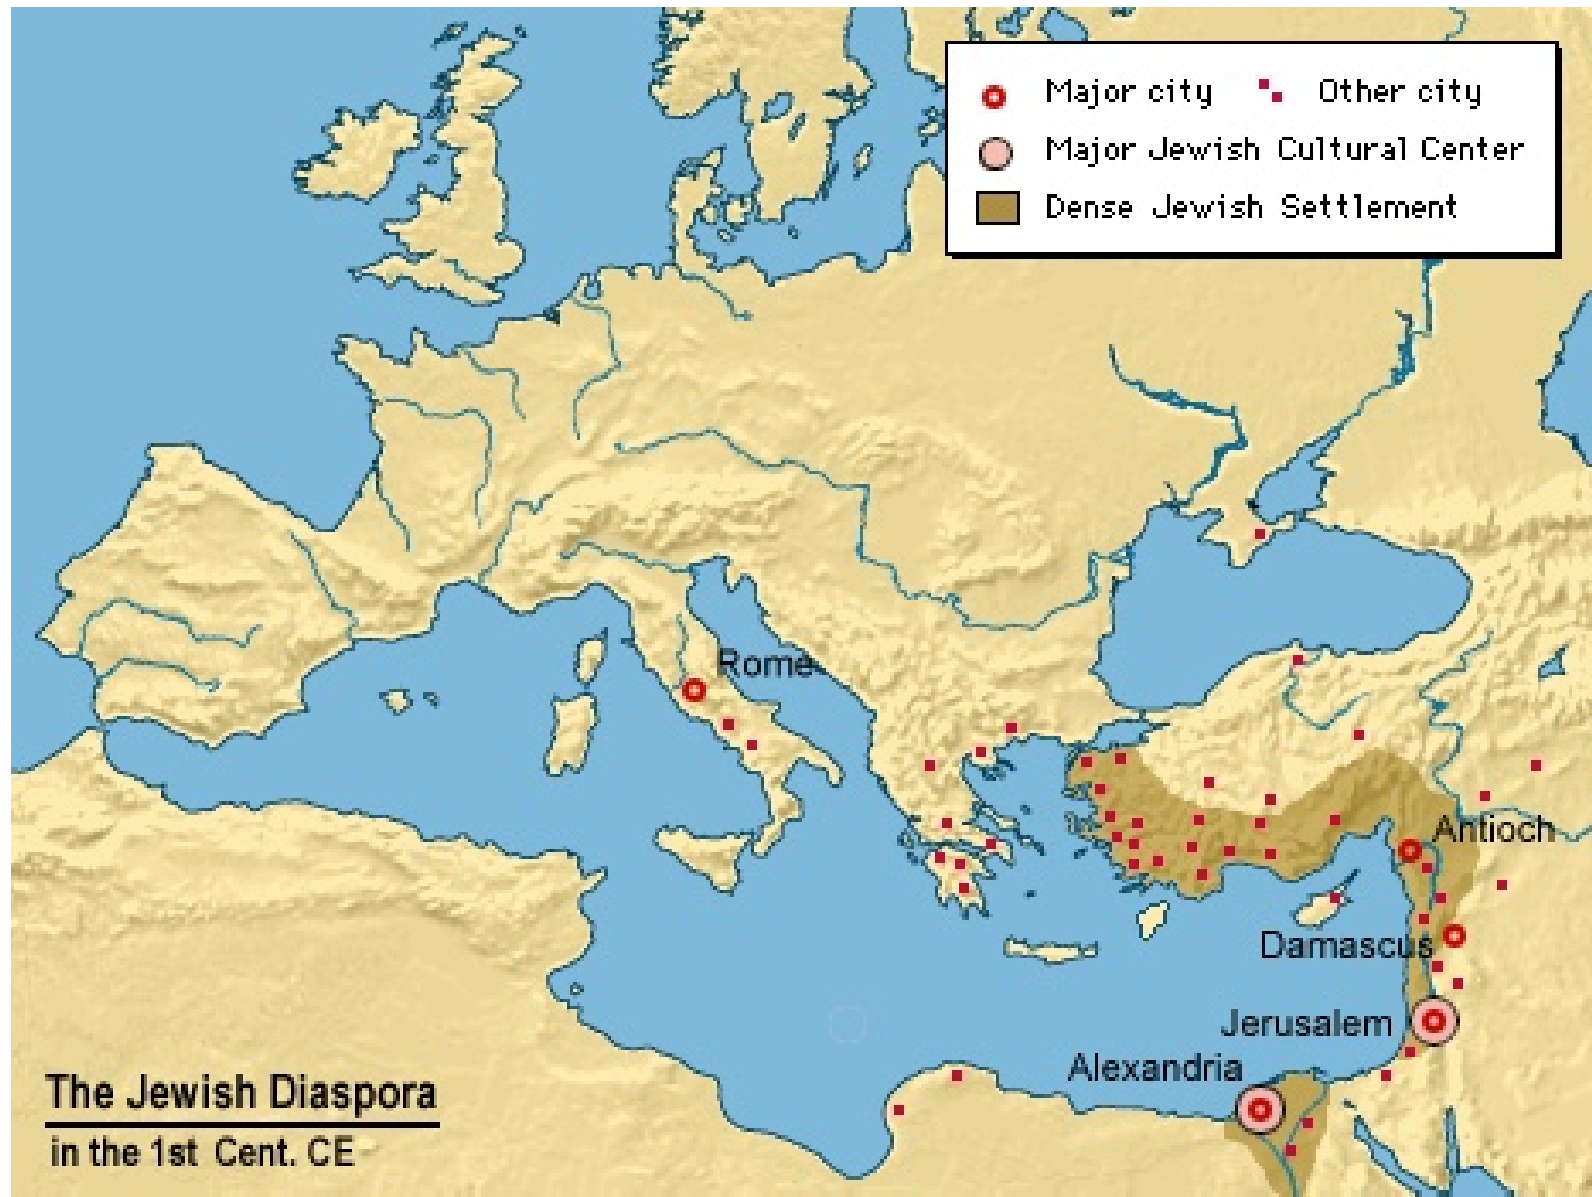 Major city Other city
Major Jewish Cultural Center
Dense Jewish Settlement
Rome
Antioch
Damascus
Jerusalem
Alexandria
The Jewish Diaspora
in the 1st Cent. CE